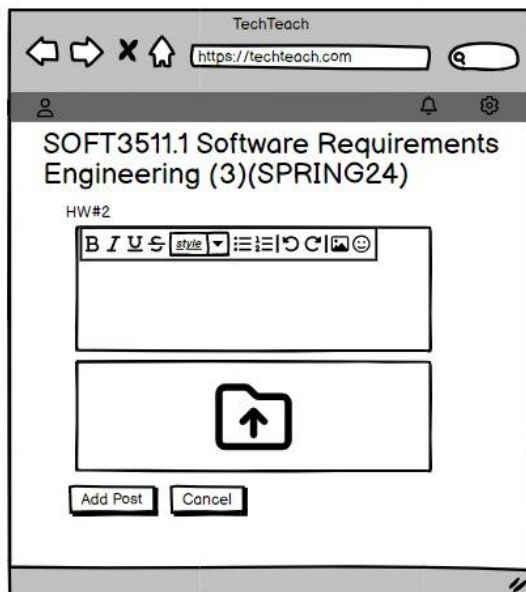 TechTeach
https://techteach.com
SOFT3511.1 Software Requirements
Engineering (3)(SPRING24)
HW#2
B I U S style
Add Post Cancel